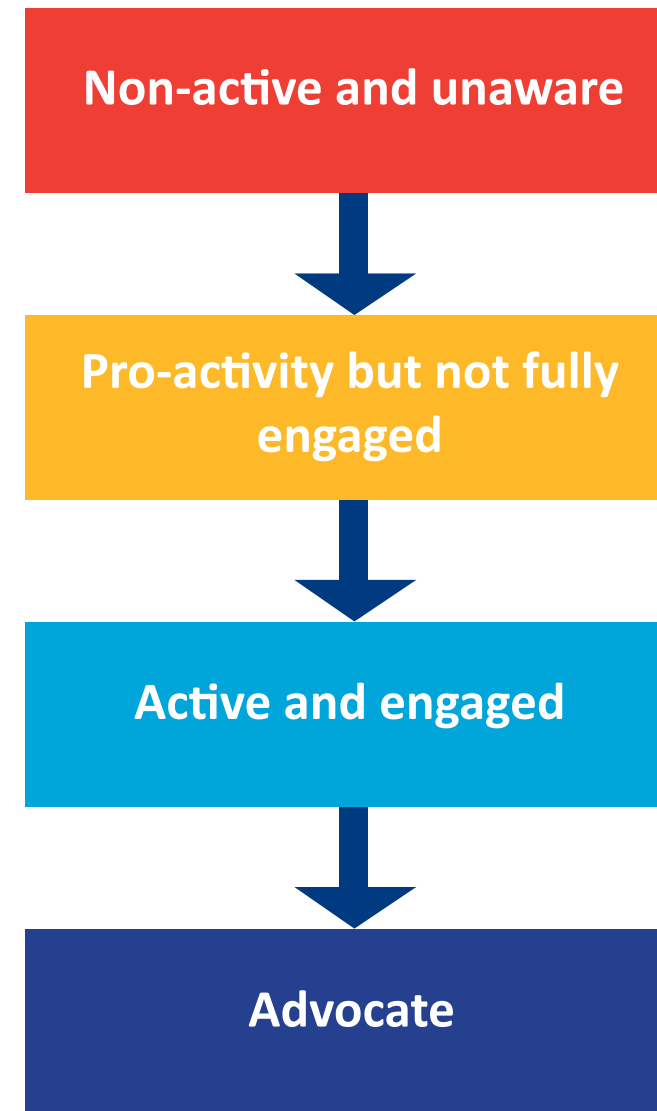 Non-active and unaware
Pro-activity but not fully
engaged
Active and engaged
Advocate